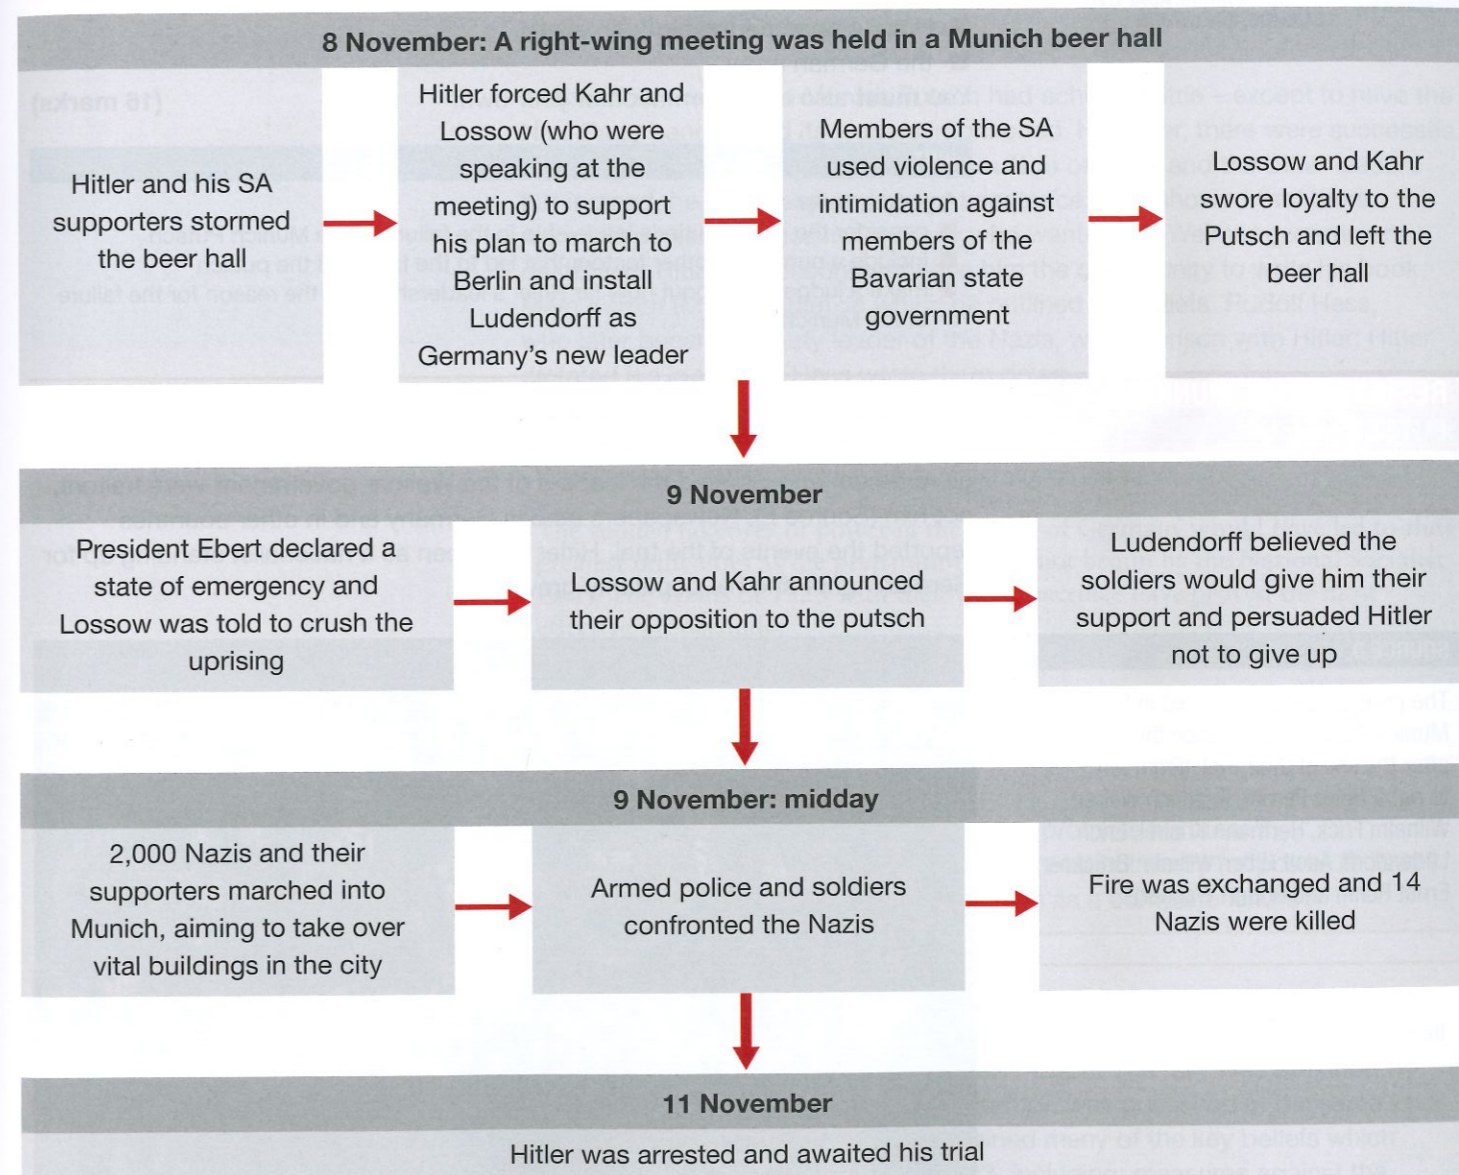 8 November: A right-wing meeting was held in a Munich beer hall
Hitler and his SA
supporters stormed
the beer hall
Hitler forced Kahr and
Lossow (who were
speaking at the
meeting) to support
his plan to march to
Berlin and install
Ludendorff as
Germany's new leader
Members of the SA
used violence and
intimidation against
members of the
Bavarian state
government
Lossow and Kahr
swore loyalty to the
Putsch and left the
beer hall
9 November
President Ebert declared a
state of emergency and
Lossow was told to crush the
uprising
Lossow and Kahr announced
their opposition to the putsch
Ludendorff believed the
soldiers would give him their
support and persuaded Hitler
not to give up
9 November: midday
2,000 Nazis and their
supporters marched into
Munich, aiming to take over
vital buildings in the city
Armed police and soldiers
confronted the Nazis
Fire was exchanged and 14
Nazis were killed
11 November
Hitler was arrested and awaited his trial